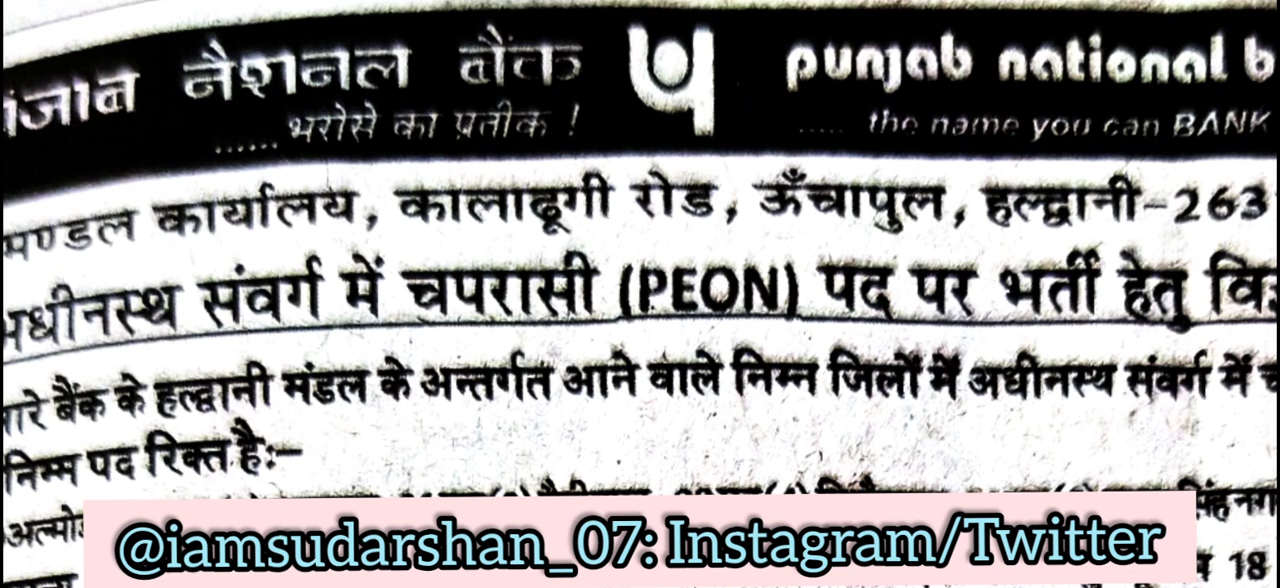 पंजाब नैशनल बैंक punjab national b
......भरोसे का प्रतीक ! ..... the name you can BANK
मण्डल कार्यालय, कालाढूगी रोड, ऊँचापुल, हल्द्वानी-263
अधीनस्थ संवर्ग में चपरासी (PEON) पद पर भर्ती हेतु
बैंक के हल्द्वानी मंडल के अन्तर्गत आने वाले निम्न जिलों में अधीनस्थ संवर्ग में
निम्न पद रिक्त है:-
@iamsudarshan_07: Instagram/Twitter
18